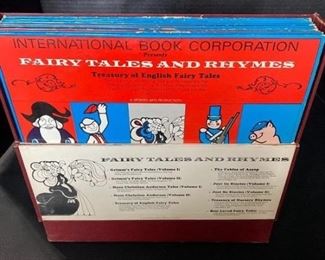 INTERNATIONAL BOOK CORPORATION
Presents
FAIRY TALES AND RHYMES
Treasury of English Fairy Tales
FAIRY TALES AND RHYMES
Grimm's Fairy Tales (Volume I)
Grimm's Fairy Tales (Volume II)
Hans Christian Andersen Tales (Volume I)
Hans Christian Andersen Tales (Volume II)
Treasury of English Fairy Tales
The Fables of Aesop
Just So Stories (Volume I)
Just So Stories (Volume II)
Treasury of Nursery Rhymes
Best Loved Fairy Tales